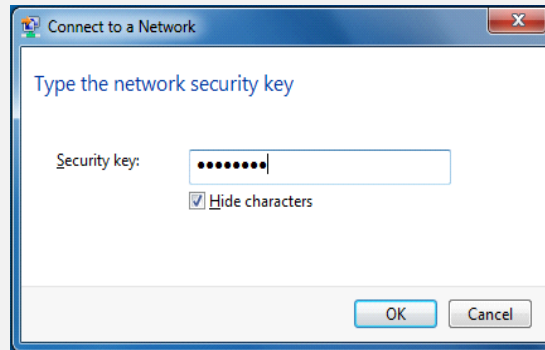 Connect to a Network
Type the network security key
Security key: ••••••••
Hide characters
OK Cancel